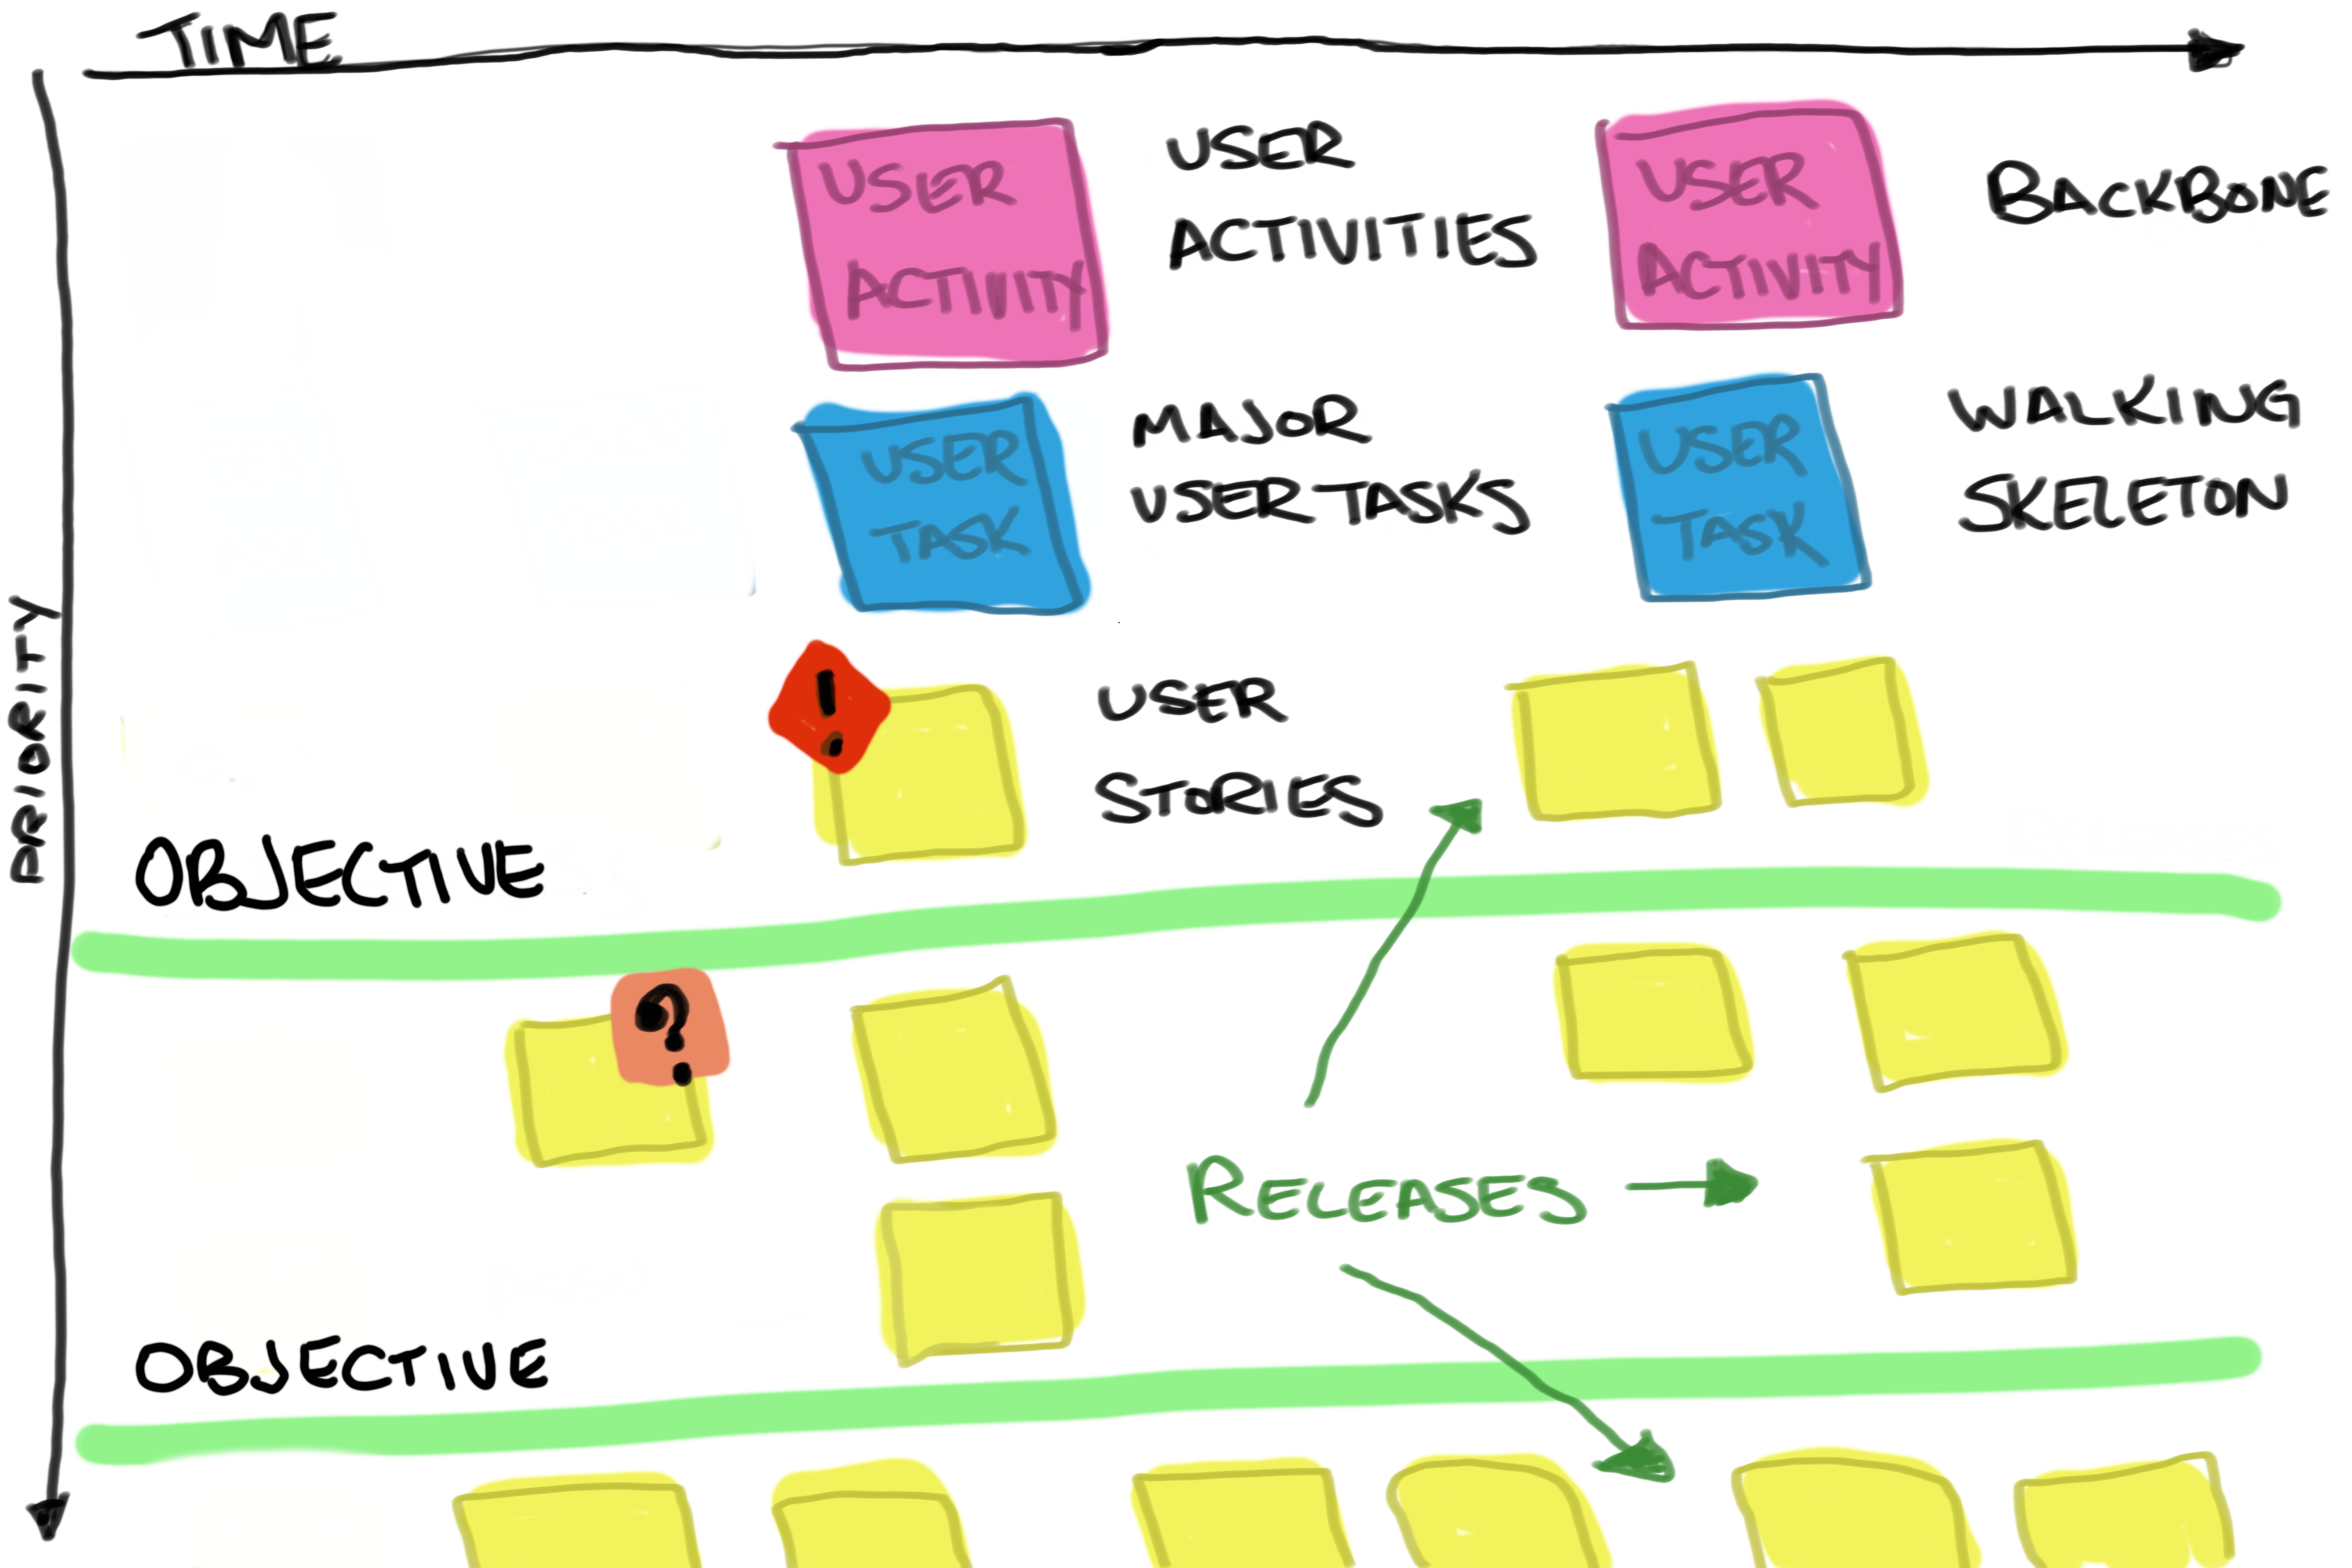 TIME
USER
ACTIVITY
USER
ACTIVITIES
USER
ACTIVITY
BACKBONE
USER
TASK
MAJOR
USER TASKS
USER
TASK
WALKING
SKELETON
PRIORITY
!
USER
STORIES
OBJECTIVE
?
RELEASES
OBJECTIVE